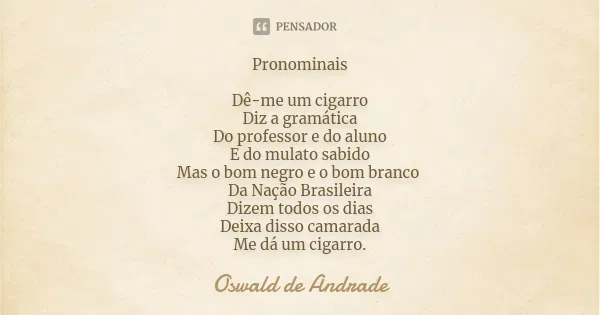 PENSADOR
Pronominais
Dê-me um cigarro
Diz a gramática
Do professor e do aluno
E do mulato sabido
Mas o bom negro e o bom branco
Da Nação Brasileira
Dizem todos os dias
Deixa disso camarada
Me dá um cigarro.
Oswald de Andrade